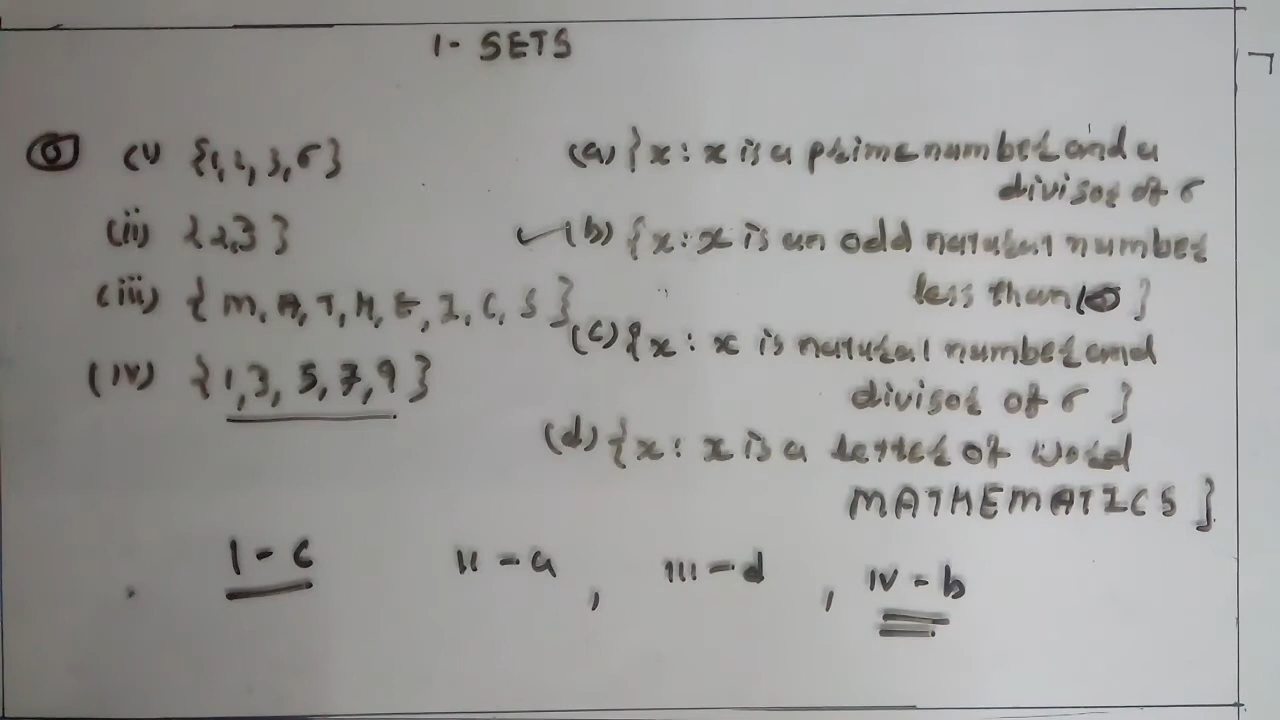 1- SETS
6 (i) {1, 2, 3, 6}
(a) {x : x is a prime number and a
divisor of 6
(ii) {2,3}
(b) {x : x is an odd natural number
less than 10 }
(iii) { M, A, T, H, E, I, C, S }
(c) {x : x is natural number and
divisor of 6 }
(iv) {1,3, 5, 7, 9 }
(d) {x : x is a letter of word
MATHEMATICS }
I - c II - a , III - d , IV - b